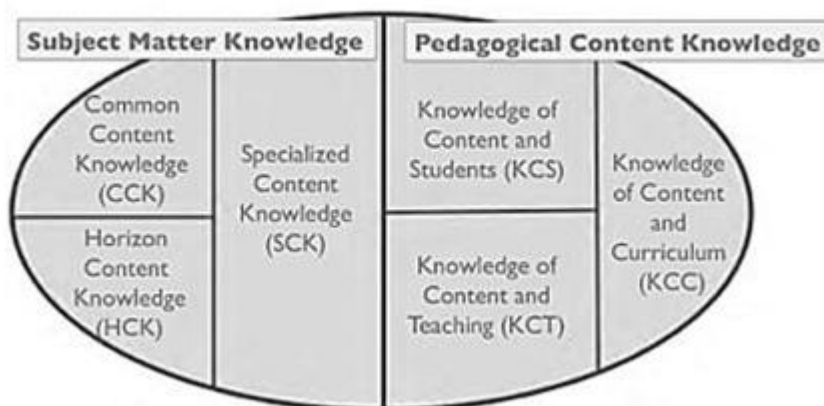 Subject Matter Knowledge
Pedagogical Content Knowledge
Common
Content
Knowledge
(CCK)
Horizon
Content
Knowledge
(HCK)
Specialized
Content
Knowledge
(SCK)
Knowledge of
Content and
Students (KCS)
Knowledge of
Content and
Teaching (KCT)
Knowledge
of Content
and
Curriculum
(KCC)